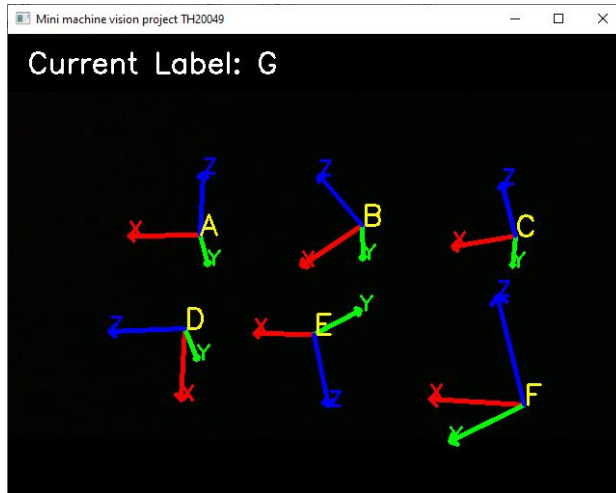 Mini machine vision project TH20049
Current Label: G
Z Z Z
X A B X C
Y X Y Y
Z D X E Y Z
Y X F
X Z Y